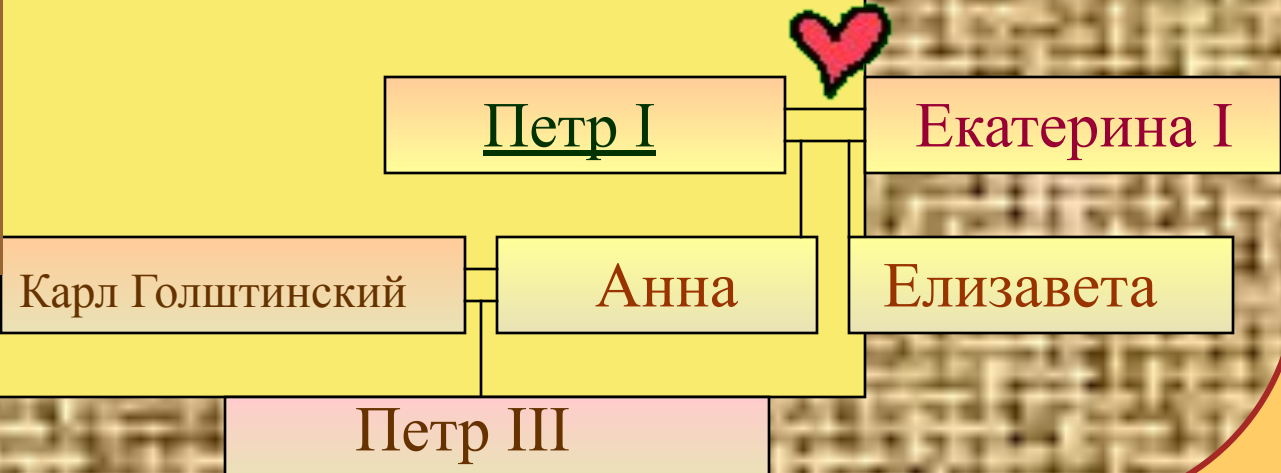 Петр I
Екатерина I
Карл Голштинский
Анна
Елизавета
Петр III